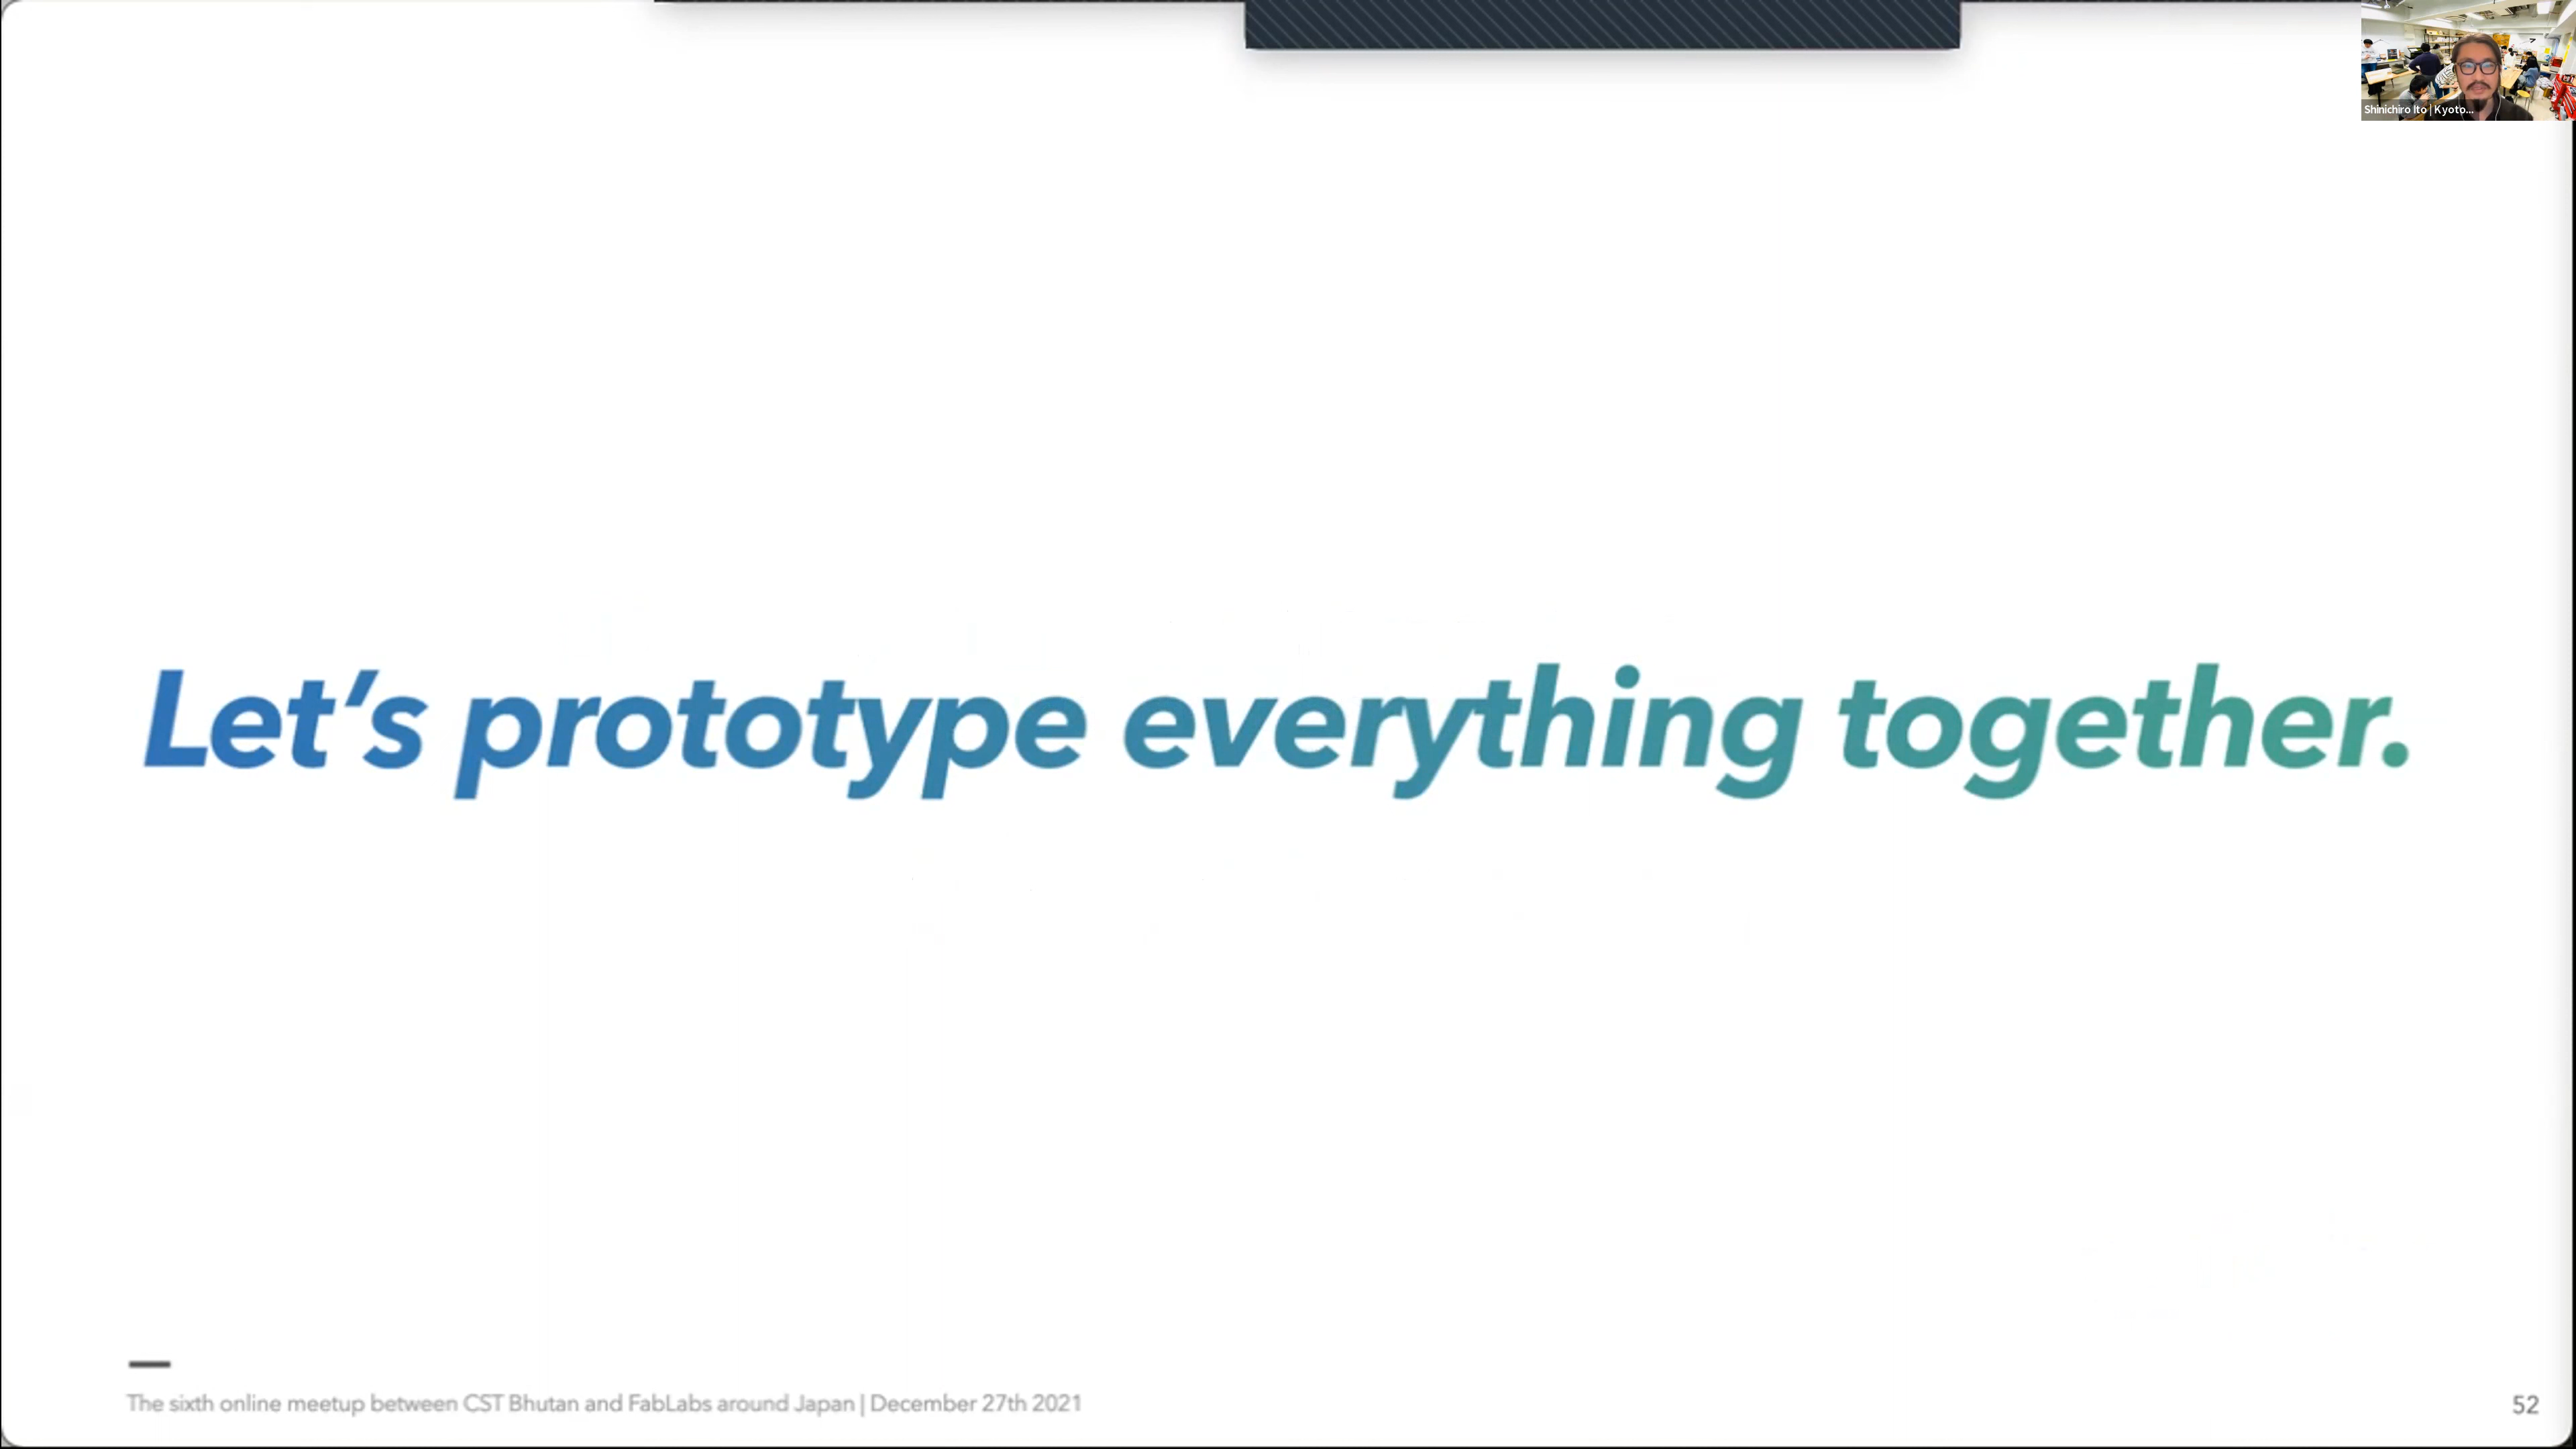 Shinichiro Ito | Kyoto...
Let’s prototype everything together.
The sixth online meetup between CST Bhutan and FabLabs around Japan | December 27th 2021
52